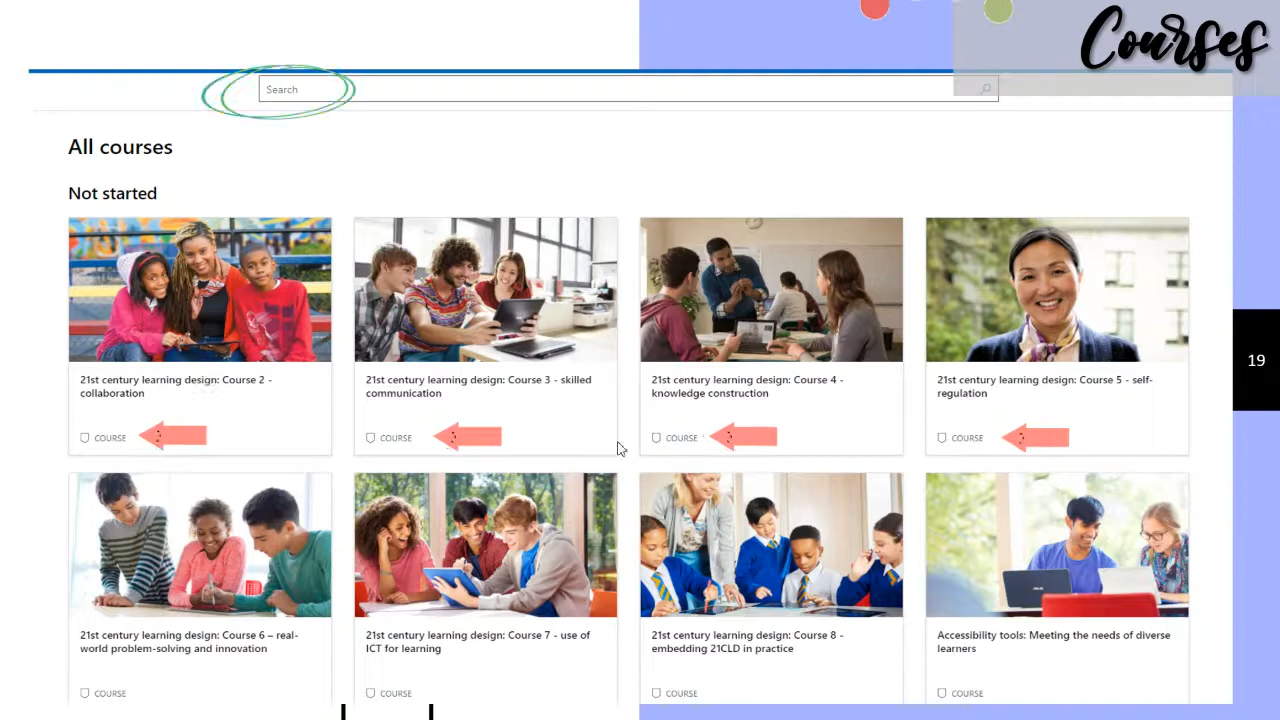 Courses
Search
All courses
Not started
21st century learning design: Course 2 -
collaboration
COURSE
21st century learning design: Course 3 - skilled
communication
COURSE
21st century learning design: Course 4 -
knowledge construction
COURSE
21st century learning design: Course 5 - self-
regulation
COURSE
19
21st century learning design: Course 6 – real-
world problem-solving and innovation
COURSE
21st century learning design: Course 7 - use of
ICT for learning
COURSE
21st century learning design: Course 8 -
embedding 21CLD in practice
COURSE
Accessibility tools: Meeting the needs of diverse
learners
COURSE